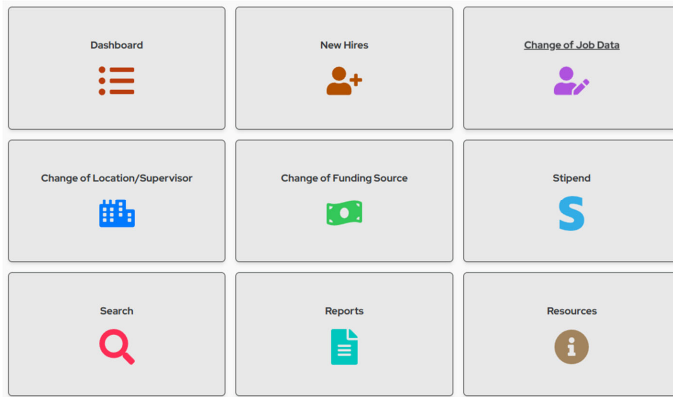 Dashboard
New Hires
Change of Job Data
Change of Location/Supervisor
Change of Funding Source
Stipend
S
Search
Reports
Resources